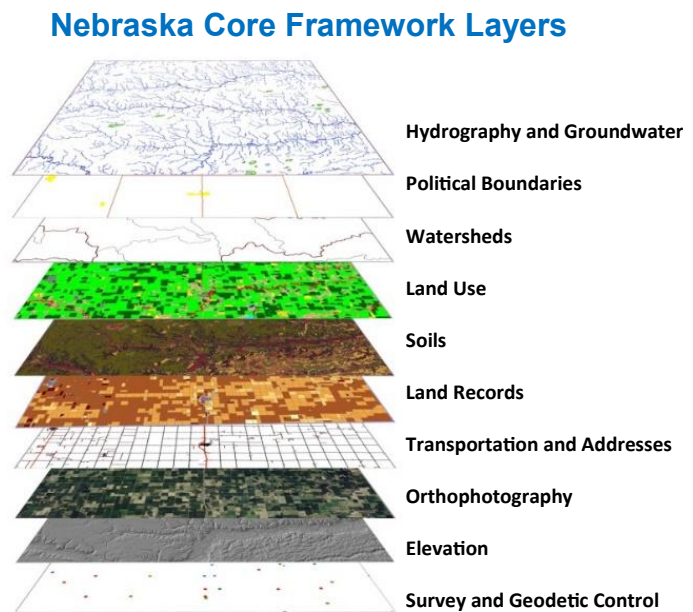 Nebraska Core Framework Layers
Hydrography and Groundwater
Political Boundaries
Watersheds
Land Use
Soils
Land Records
Transportation and Addresses
Orthophotography
Elevation
Survey and Geodetic Control